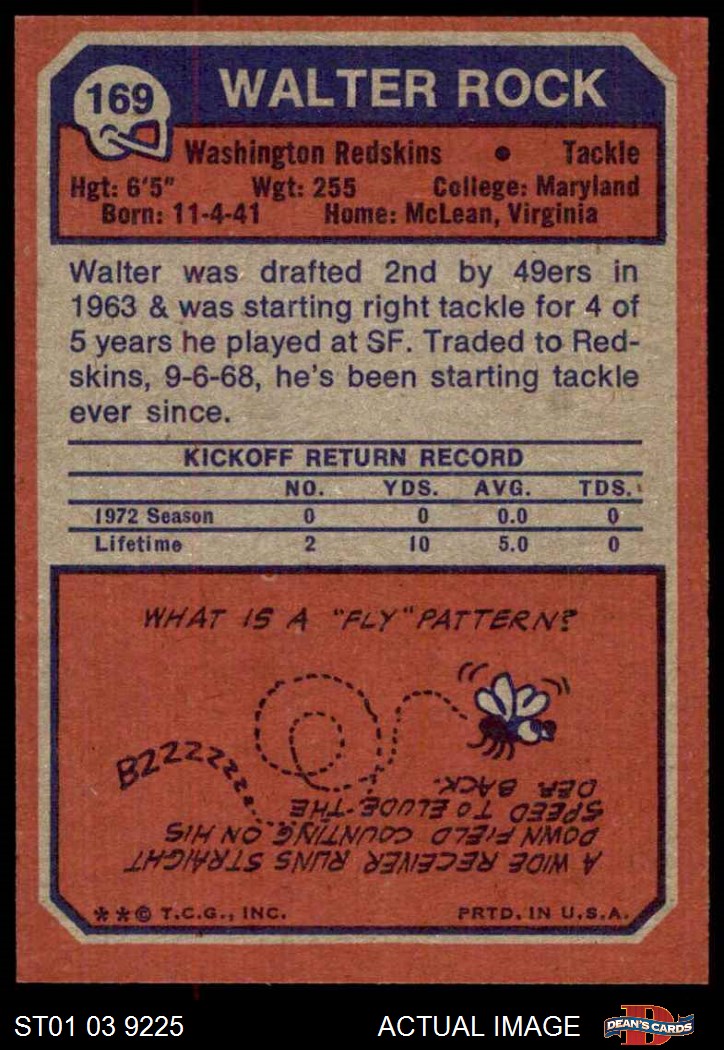 169
WALTER ROCK
Washington Redskins • Tackle
Hgt: 6'5" Wgt: 255 College: Maryland
Born: 11-4-41 Home: McLean, Virginia
Walter was drafted 2nd by 49ers in
1963 & was starting right tackle for 4 of
5 years he played at SF. Traded to Red-
skins, 9-6-68, he's been starting tackle
ever since.
KICKOFF RETURN RECORD
NO. YDS. AVG. TDS.
1972 Season 0 0 0.0 0
Lifetime 2 10 5.0 0
WHAT IS A "FLY" PATTERN?
BZZZZZZZ
A WIDE RECEIVER RUNS STRAIGHT
DOWN FIELD COUNTING ON HIS
SPEED TO ELUDE THE
DEF. BACK.
**© T.C.G., INC. PRTD. IN U.S.A.
ST01 03 9225 ACTUAL IMAGE D DEAN'S CARDS